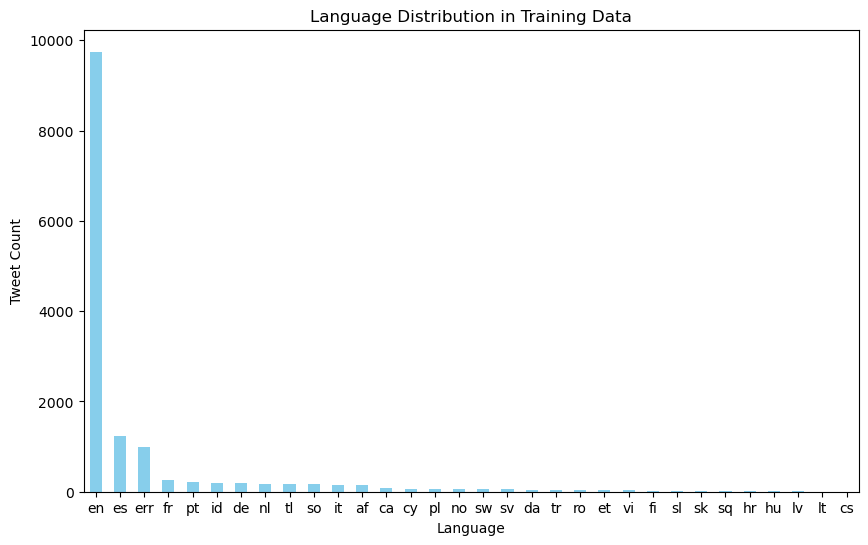 Language Distribution in Training Data
10000
8000
6000
4000
2000
0
Tweet Count
en es err fr pt id de nl tl so it af ca cy pl no sw sv da tr ro et vi fi sl sk sq hr hu lv lt cs
Language